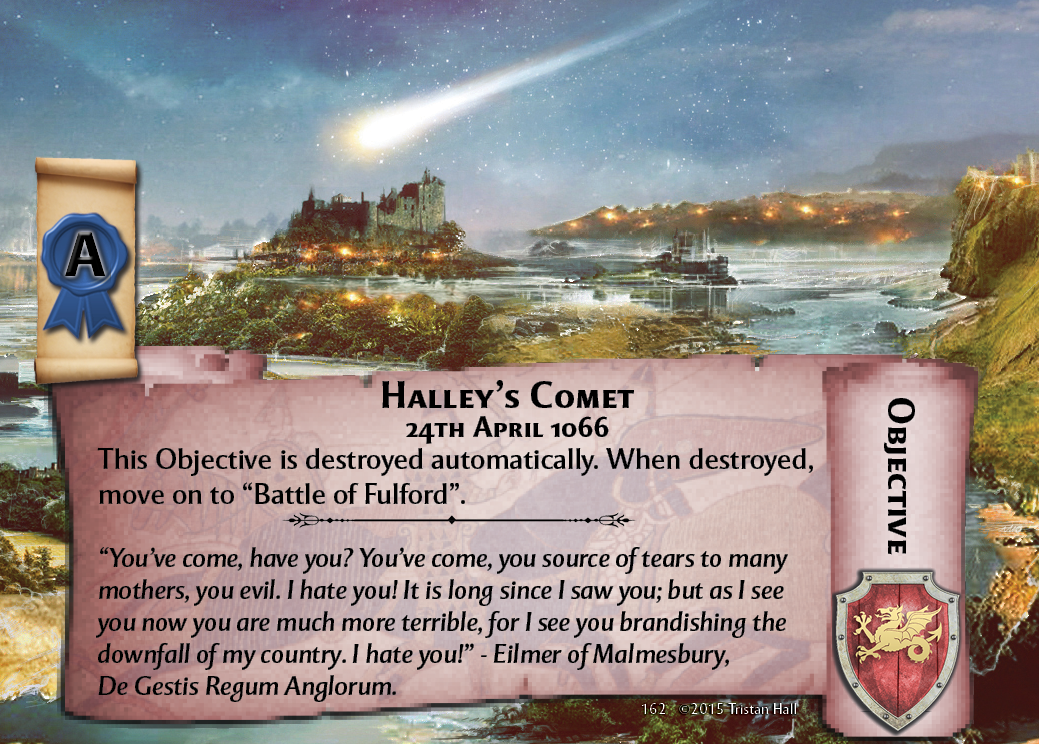 A
Halley's Comet
24th April 1066
This Objective is destroyed automatically. When destroyed,
move on to “Battle of Fulford”.
“You've come, have you? You've come, you source of tears to many
mothers, you evil. I hate you! It is long since I saw you; but as I see
you now you are much more terrible, for I see you brandishing the
downfall of my country. I hate you!” - Eilmer of Malmesbury,
De Gestis Regum Anglorum.
Objective
162 ©2015 Tristan Hall